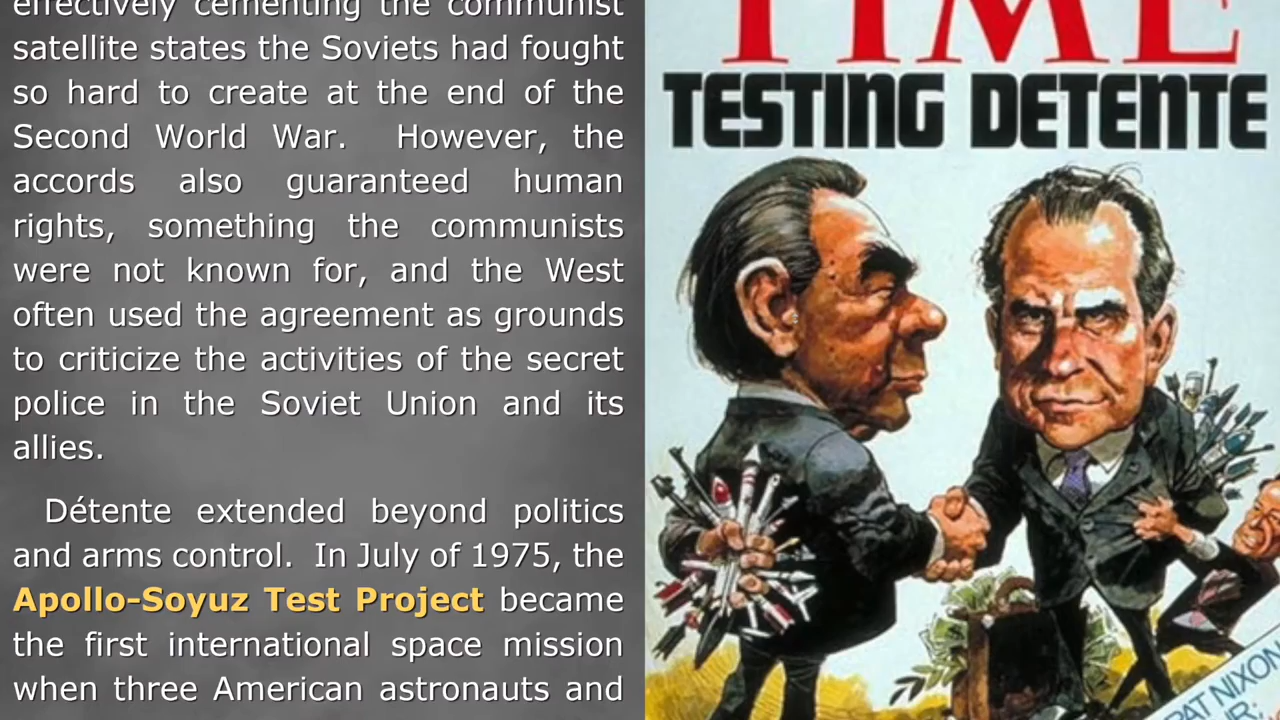 effectively cementing the communist
satellite states the Soviets had fought
so hard to create at the end of the
Second World War. However, the
accords also guaranteed human
rights, something the communists
were not known for, and the West
often used the agreement as grounds
to criticize the activities of the secret
police in the Soviet Union and its
allies.
Détente extended beyond politics
and arms control. In July of 1975, the
Apollo-Soyuz Test Project became
the first international space mission
when three American astronauts and
TIME
TESTING DETENTE
PAT NIXON